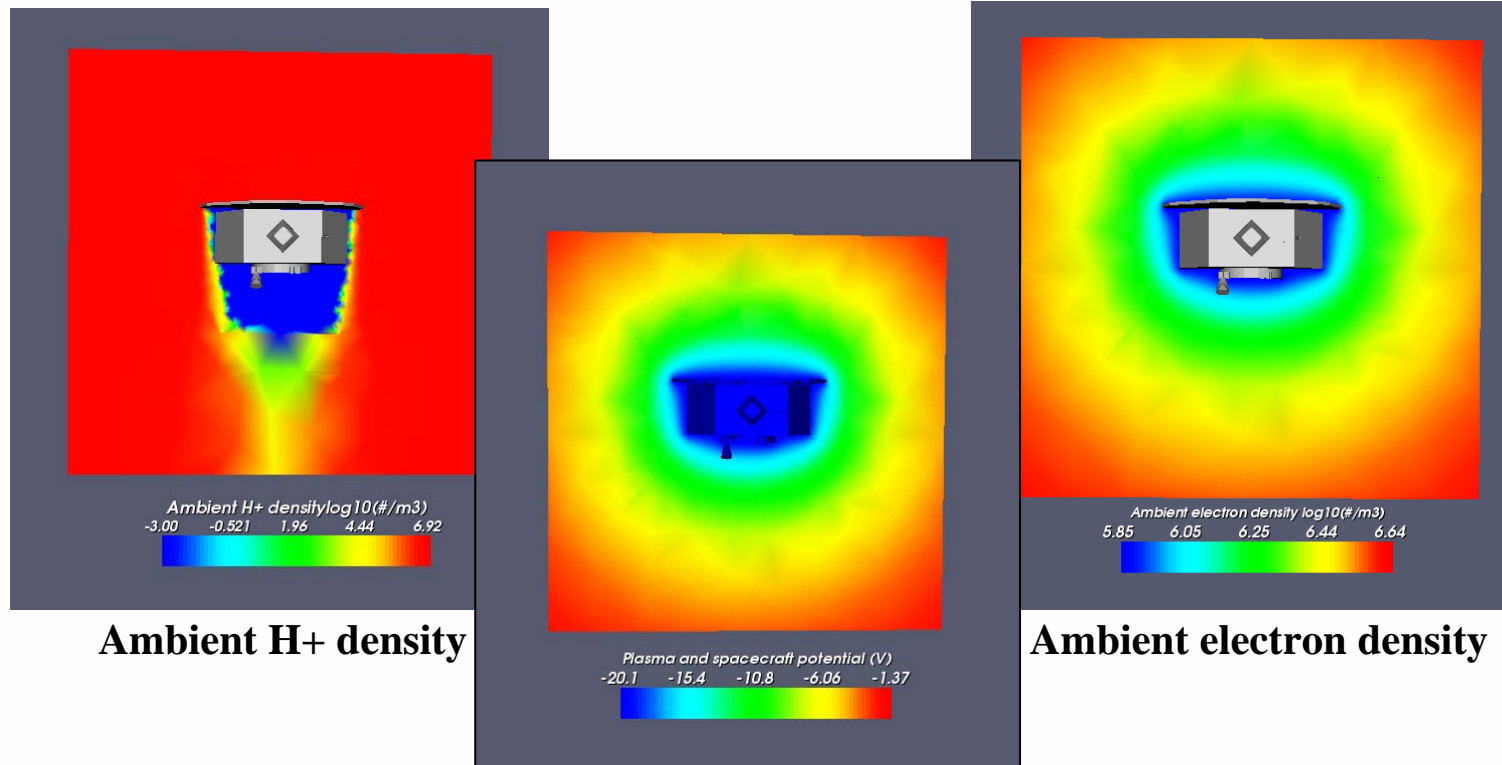 Ambient H+ densitylog10(#/m3)
-3.00 -0.521 1.96 4.44 6.92
Ambient H+ density
Plasma and spacecraft potential (V)
-20.1 -15.4 -10.8 -6.06 -1.37
Ambient electron density log10(#/m3)
5.85 6.05 6.25 6.44 6.64
Ambient electron density